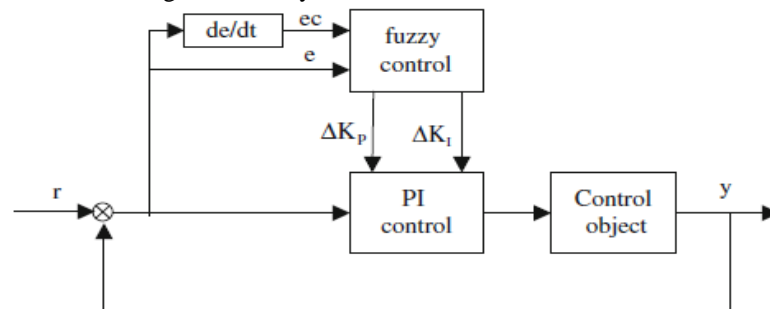 de/dt
ec
e
fuzzy
control
ΔK_P
ΔK_I
r
PI
control
Control
object
y